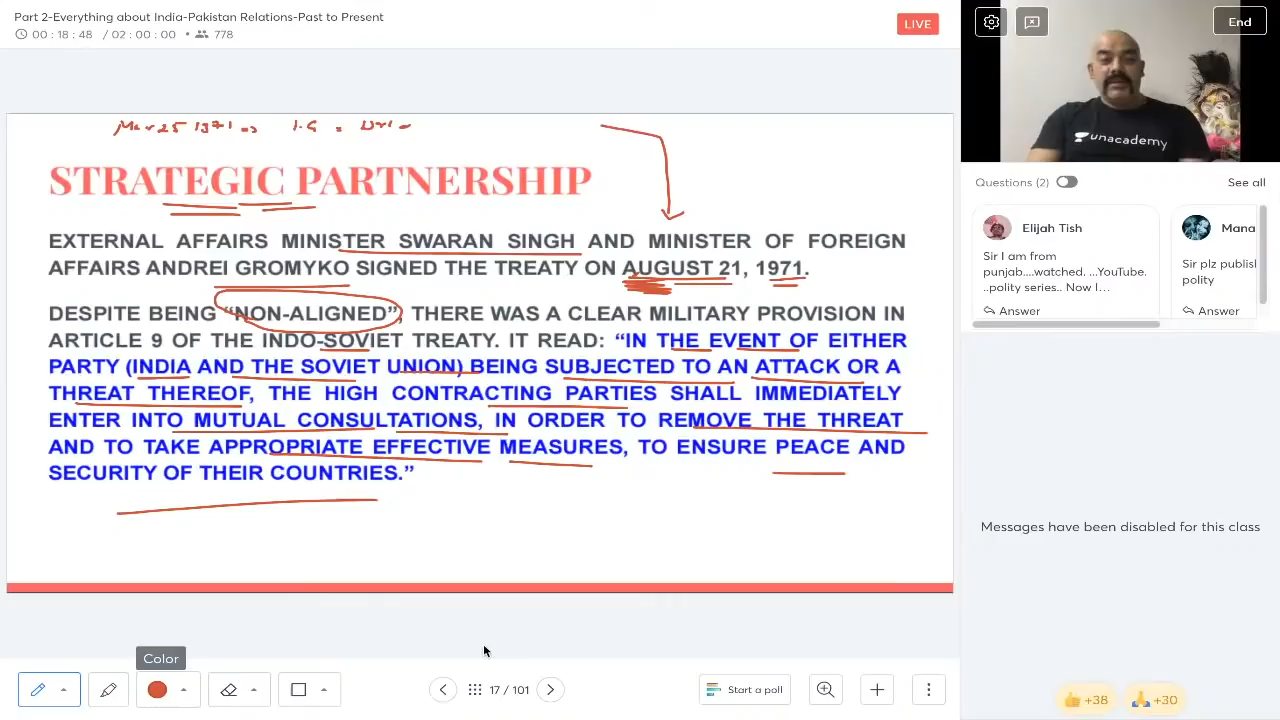 Part 2-Everything about India-Pakistan Relations-Past to Present
00 : 18 : 48 / 02 : 00 : 00 • 778
LIVE
End
unacademy
Mar 25 1971 =>
STRATEGIC PARTNERSHIP
EXTERNAL AFFAIRS MINISTER SWARAN SINGH AND MINISTER OF FOREIGN
AFFAIRS ANDREI GROMYKO SIGNED THE TREATY ON AUGUST 21, 1971.
DESPITE BEING “NON-ALIGNED”, THERE WAS A CLEAR MILITARY PROVISION IN
ARTICLE 9 OF THE INDO-SOVIET TREATY. IT READ: “IN THE EVENT OF EITHER
PARTY (INDIA AND THE SOVIET UNION) BEING SUBJECTED TO AN ATTACK OR A
THREAT THEREOF, THE HIGH CONTRACTING PARTIES SHALL IMMEDIATELY
ENTER INTO MUTUAL CONSULTATIONS, IN ORDER TO REMOVE THE THREAT
AND TO TAKE APPROPRIATE EFFECTIVE MEASURES, TO ENSURE PEACE AND
SECURITY OF THEIR COUNTRIES.”
Questions (2)
See all
Elijah Tish
Sir I am from
punjab....watched. ...YouTube.
..polity series.. Now I...
Answer
Mana
Sir plz publish
polity
Answer
Messages have been disabled for this class
Color
17 / 101
Start a poll
+38
+30